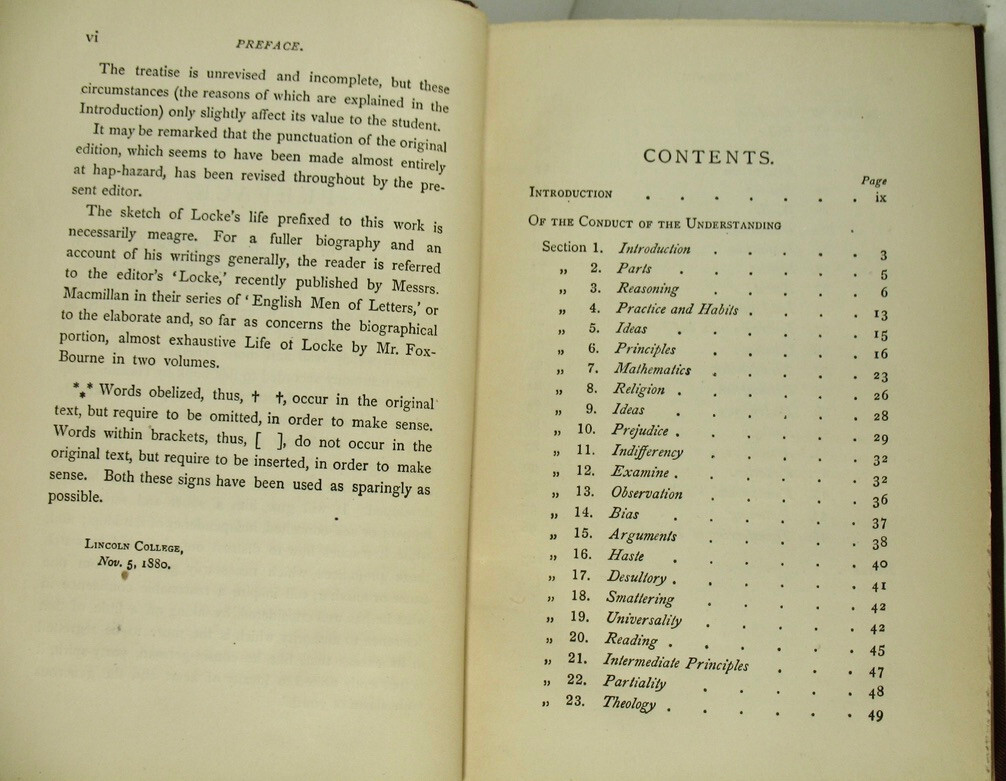 vi
PREFACE.
The treatise is unrevised and incomplete, but these
circumstances (the reasons of which are explained in the
Introduction) only slightly affect its value to the student.
It may be remarked that the punctuation of the original
edition, which seems to have been made almost entirely
at hap-hazard, has been revised throughout by the pre-
sent editor.
The sketch of Locke's life prefixed to this work is
necessarily meagre. For a fuller biography and an
account of his writings generally, the reader is referred
to the editor's ‘Locke,’ recently published by Messrs.
Macmillan in their series of ‘English Men of Letters,’ or
to the elaborate and, so far as concerns the biographical
portion, almost exhaustive Life of Locke by Mr. Fox-
Bourne in two volumes.
*⁎* Words obelized, thus, † †, occur in the original
text, but require to be omitted, in order to make sense.
Words within brackets, thus, [ ], do not occur in the
original text, but require to be inserted, in order to make
sense. Both these signs have been used as sparingly as
possible.
LINCOLN COLLEGE,
Nov. 5, 1880.
CONTENTS.
Page
INTRODUCTION . . . . . . ix
OF THE CONDUCT OF THE UNDERSTANDING
Section 1. Introduction . . . . . 3
„ 2. Parts . . . . . . 5
„ 3. Reasoning . . . . . 6
„ 4. Practice and Habits . . . . 13
„ 5. Ideas . . . . . . 15
„ 6. Principles . . . . . 16
„ 7. Mathematics . . . . . 23
„ 8. Religion . . . . . . 26
„ 9. Ideas . . . . . . 28
„ 10. Prejudice . . . . . . 29
„ 11. Indifferency . . . . . 32
„ 12. Examine . . . . . . 32
„ 13. Observation . . . . . 36
„ 14. Bias . . . . . . 37
„ 15. Arguments . . . . . 38
„ 16. Haste . . . . . . 40
„ 17. Desultory . . . . . . 41
„ 18. Smattering . . . . . 42
„ 19. Universality . . . . . 42
„ 20. Reading . . . . . . 45
„ 21. Intermediate Principles . . . 47
„ 22. Partiality . . . . . 48
„ 23. Theology . . . . . . 49